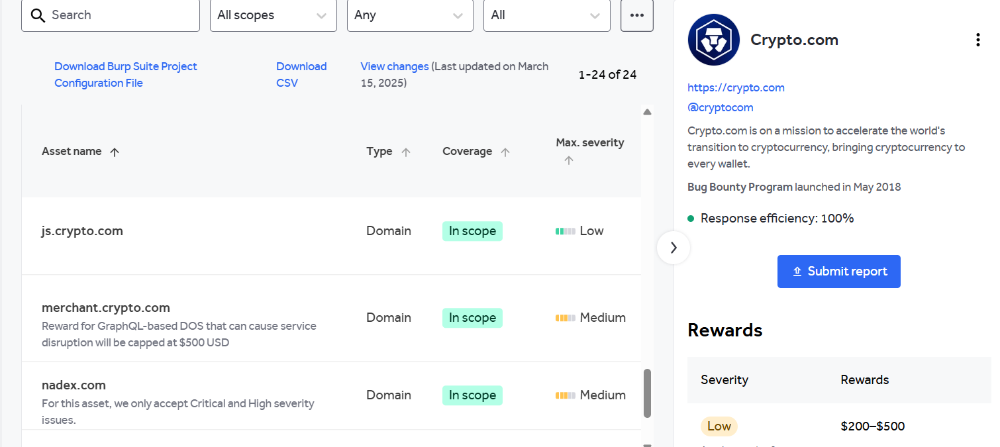 Search
All scopes
Any
All
Download Burp Suite Project
Configuration File
Download
CSV
View changes (Last updated on March
15, 2025)
1-24 of 24
Asset name
Type
Coverage
Max. severity
js.crypto.com
Domain
In scope
Low
merchant.crypto.com
Reward for GraphQL-based DOS that can cause service
disruption will be capped at $500 USD
Domain
In scope
Medium
nadex.com
For this asset, we only accept Critical and High severity
issues.
Domain
In scope
Medium
Crypto.com
https://crypto.com
@cryptocom
Crypto.com is on a mission to accelerate the world's
transition to cryptocurrency, bringing cryptocurrency to
every wallet.
Bug Bounty Program launched in May 2018
Response efficiency: 100%
Submit report
Rewards
Severity
Rewards
Low
$200–$500